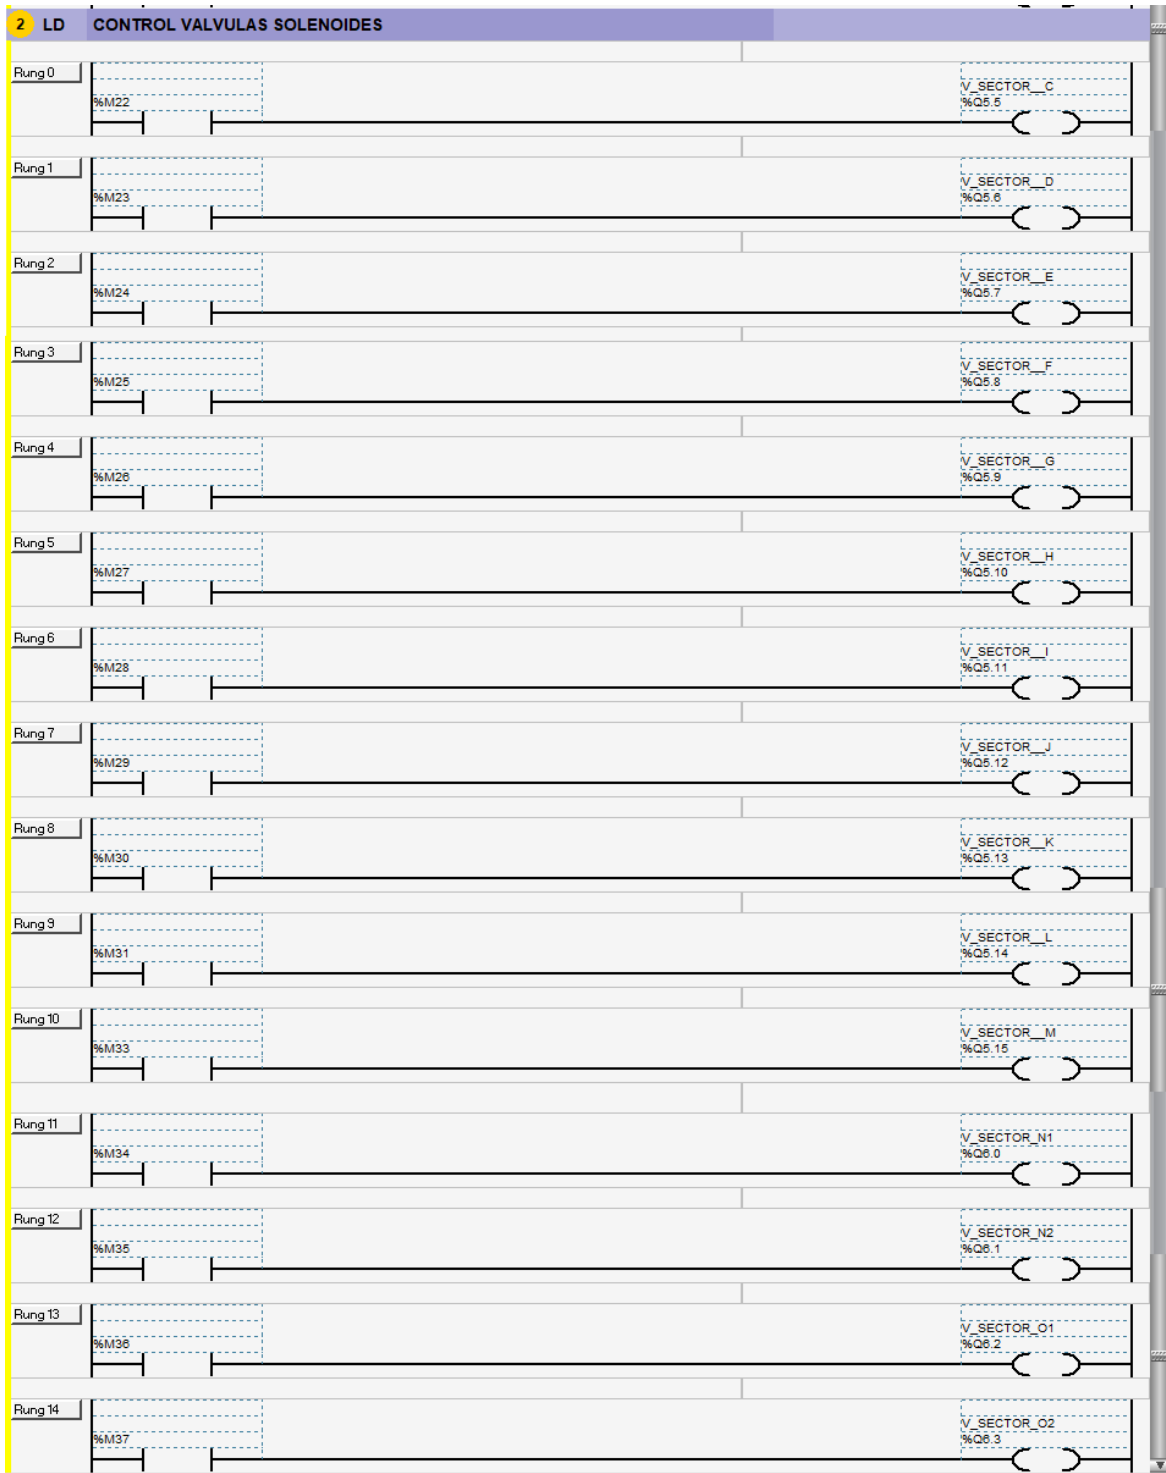 2 LD CONTROL VALVULAS SOLENOIDES
Rung 0
V_SECTOR__C
%M22 %Q5.5
Rung 1
V_SECTOR__D
%M23 %Q5.6
Rung 2
V_SECTOR__E
%M24 %Q5.7
Rung 3
V_SECTOR__F
%M25 %Q5.8
Rung 4
V_SECTOR__G
%M26 %Q5.9
Rung 5
V_SECTOR__H
%M27 %Q5.10
Rung 6
V_SECTOR__I
%M28 %Q5.11
Rung 7
V_SECTOR__J
%M29 %Q5.12
Rung 8
V_SECTOR__K
%M30 %Q5.13
Rung 9
V_SECTOR__L
%M31 %Q5.14
Rung 10
V_SECTOR__M
%M33 %Q5.15
Rung 11
V_SECTOR_N1
%M34 %Q6.0
Rung 12
V_SECTOR_N2
%M35 %Q6.1
Rung 13
V_SECTOR_O1
%M36 %Q6.2
Rung 14
V_SECTOR_O2
%M37 %Q6.3